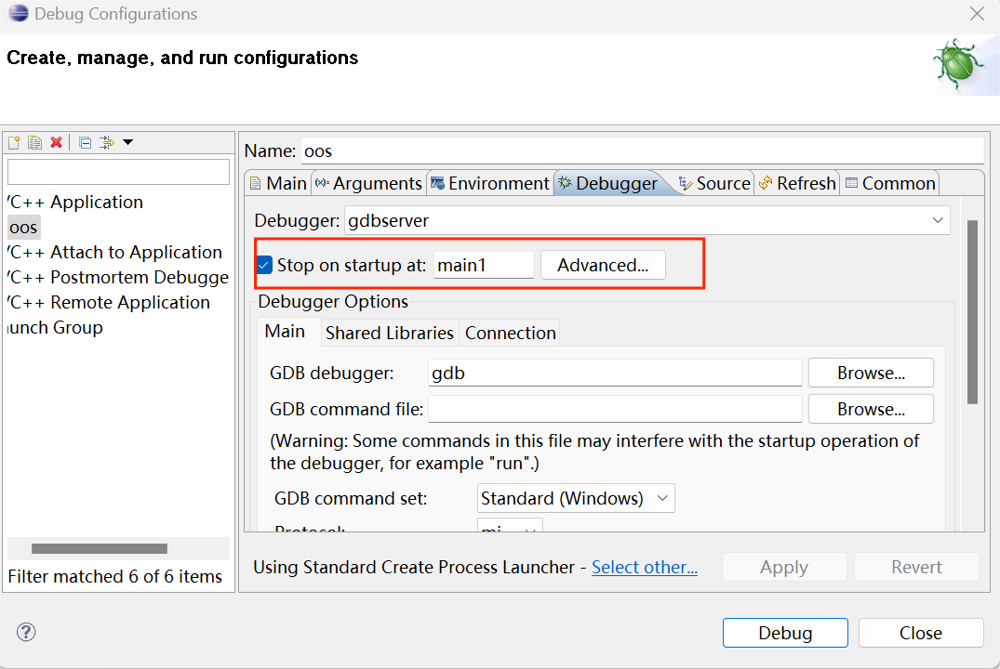 Debug Configurations
Create, manage, and run configurations
Name: oos
Main (x)= Arguments Environment Debugger Source Refresh Common
C++ Application
oos
C++ Attach to Application
C++ Postmortem Debugge
C++ Remote Application
unch Group
Filter matched 6 of 6 items
Debugger: gdbserver
Stop on startup at: main1 Advanced...
Debugger Options
Main Shared Libraries Connection
GDB debugger: gdb Browse...
GDB command file: Browse...
(Warning: Some commands in this file may interfere with the startup operation of
the debugger, for example "run".)
GDB command set: Standard (Windows)
Protocol: mi
Using Standard Create Process Launcher - Select other... Apply Revert
? Debug Close